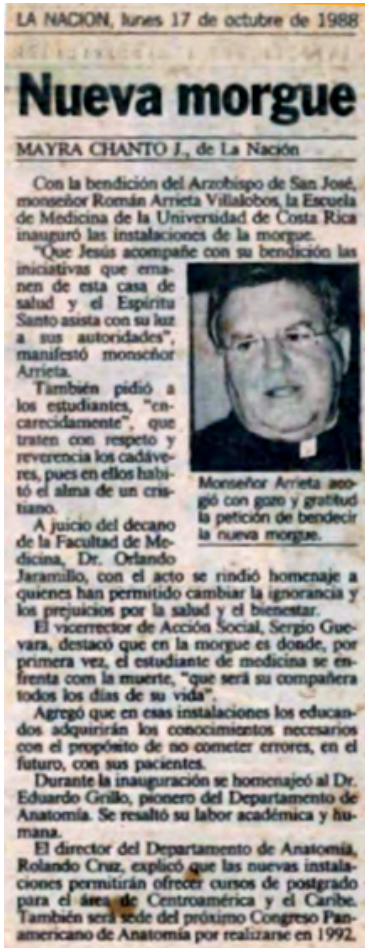 LA NACION, lunes 17 de octubre de 1988
Nueva morgue
MAYRA CHANTO J., de La Nación
Con la bendición del Arzobispo de San José,
monseñor Román Arrieta Villalobos, la Escuela
de Medicina de la Universidad de Costa Rica
inauguró las instalaciones de la morgue.
"Que Jesús acompañe con su bendición las
iniciativas que ema-
nen de esta casa de
salud y el Espíritu
Santo asista con su luz
a sus autoridades",
manifestó monseñor
Arrieta.
También pidió a
los estudiantes, "en-
carecidamente", que
traten con respeto y
reverencia los cadáve-
res, pues en ellos habi-
tó el alma de un cris-
tiano.
A juicio del decano
de la Facultad de Me-
dicina, Dr. Orlando
Jaramillo, con el acto se rindió homenaje a
quienes han permitido cambiar la ignorancia y
los prejuicios por la salud y el bienestar.
El vicerrector de Acción Social, Sergio Gue-
vara, destacó que en la morgue es donde, por
primera vez, el estudiante de medicina se en-
frenta com la muerte, "que será su compañera
todos los días de su vida".
Agregó que en esas instalaciones los educan-
dos adquirirán los conocimientos necesarios
con el propósito de no cometer errores, en el
futuro, con sus pacientes.
Durante la inauguración se homenajeó al Dr.
Eduardo Grillo, pionero del Departamento de
Anatomía. Se resaltó su labor académica y hu-
mana.
El director del Departamento de Anatomía,
Rolando Cruz, explicó que las nuevas instala-
ciones permitirán ofrecer cursos de postgrado
para el área de Centroamérica y el Caribe.
También será sede del próximo Congreso Pan-
americano de Anatomía por realizarse en 1992.
Monseñor Arrieta aco-
gió con gozo y gratitud
la petición de bendecir
la nueva morgue.